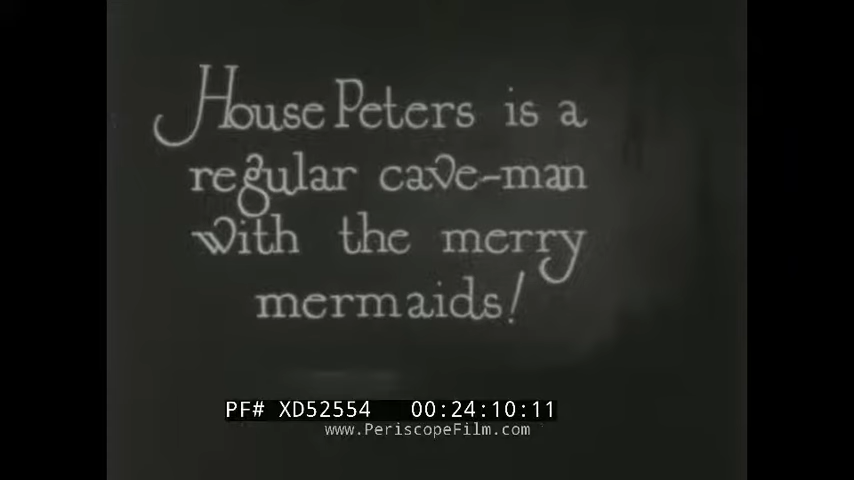 House Peters is a
regular cave-man
with the merry
mermaids!
PF# XD52554 00:24:10:11
www.PeriscopeFilm.com